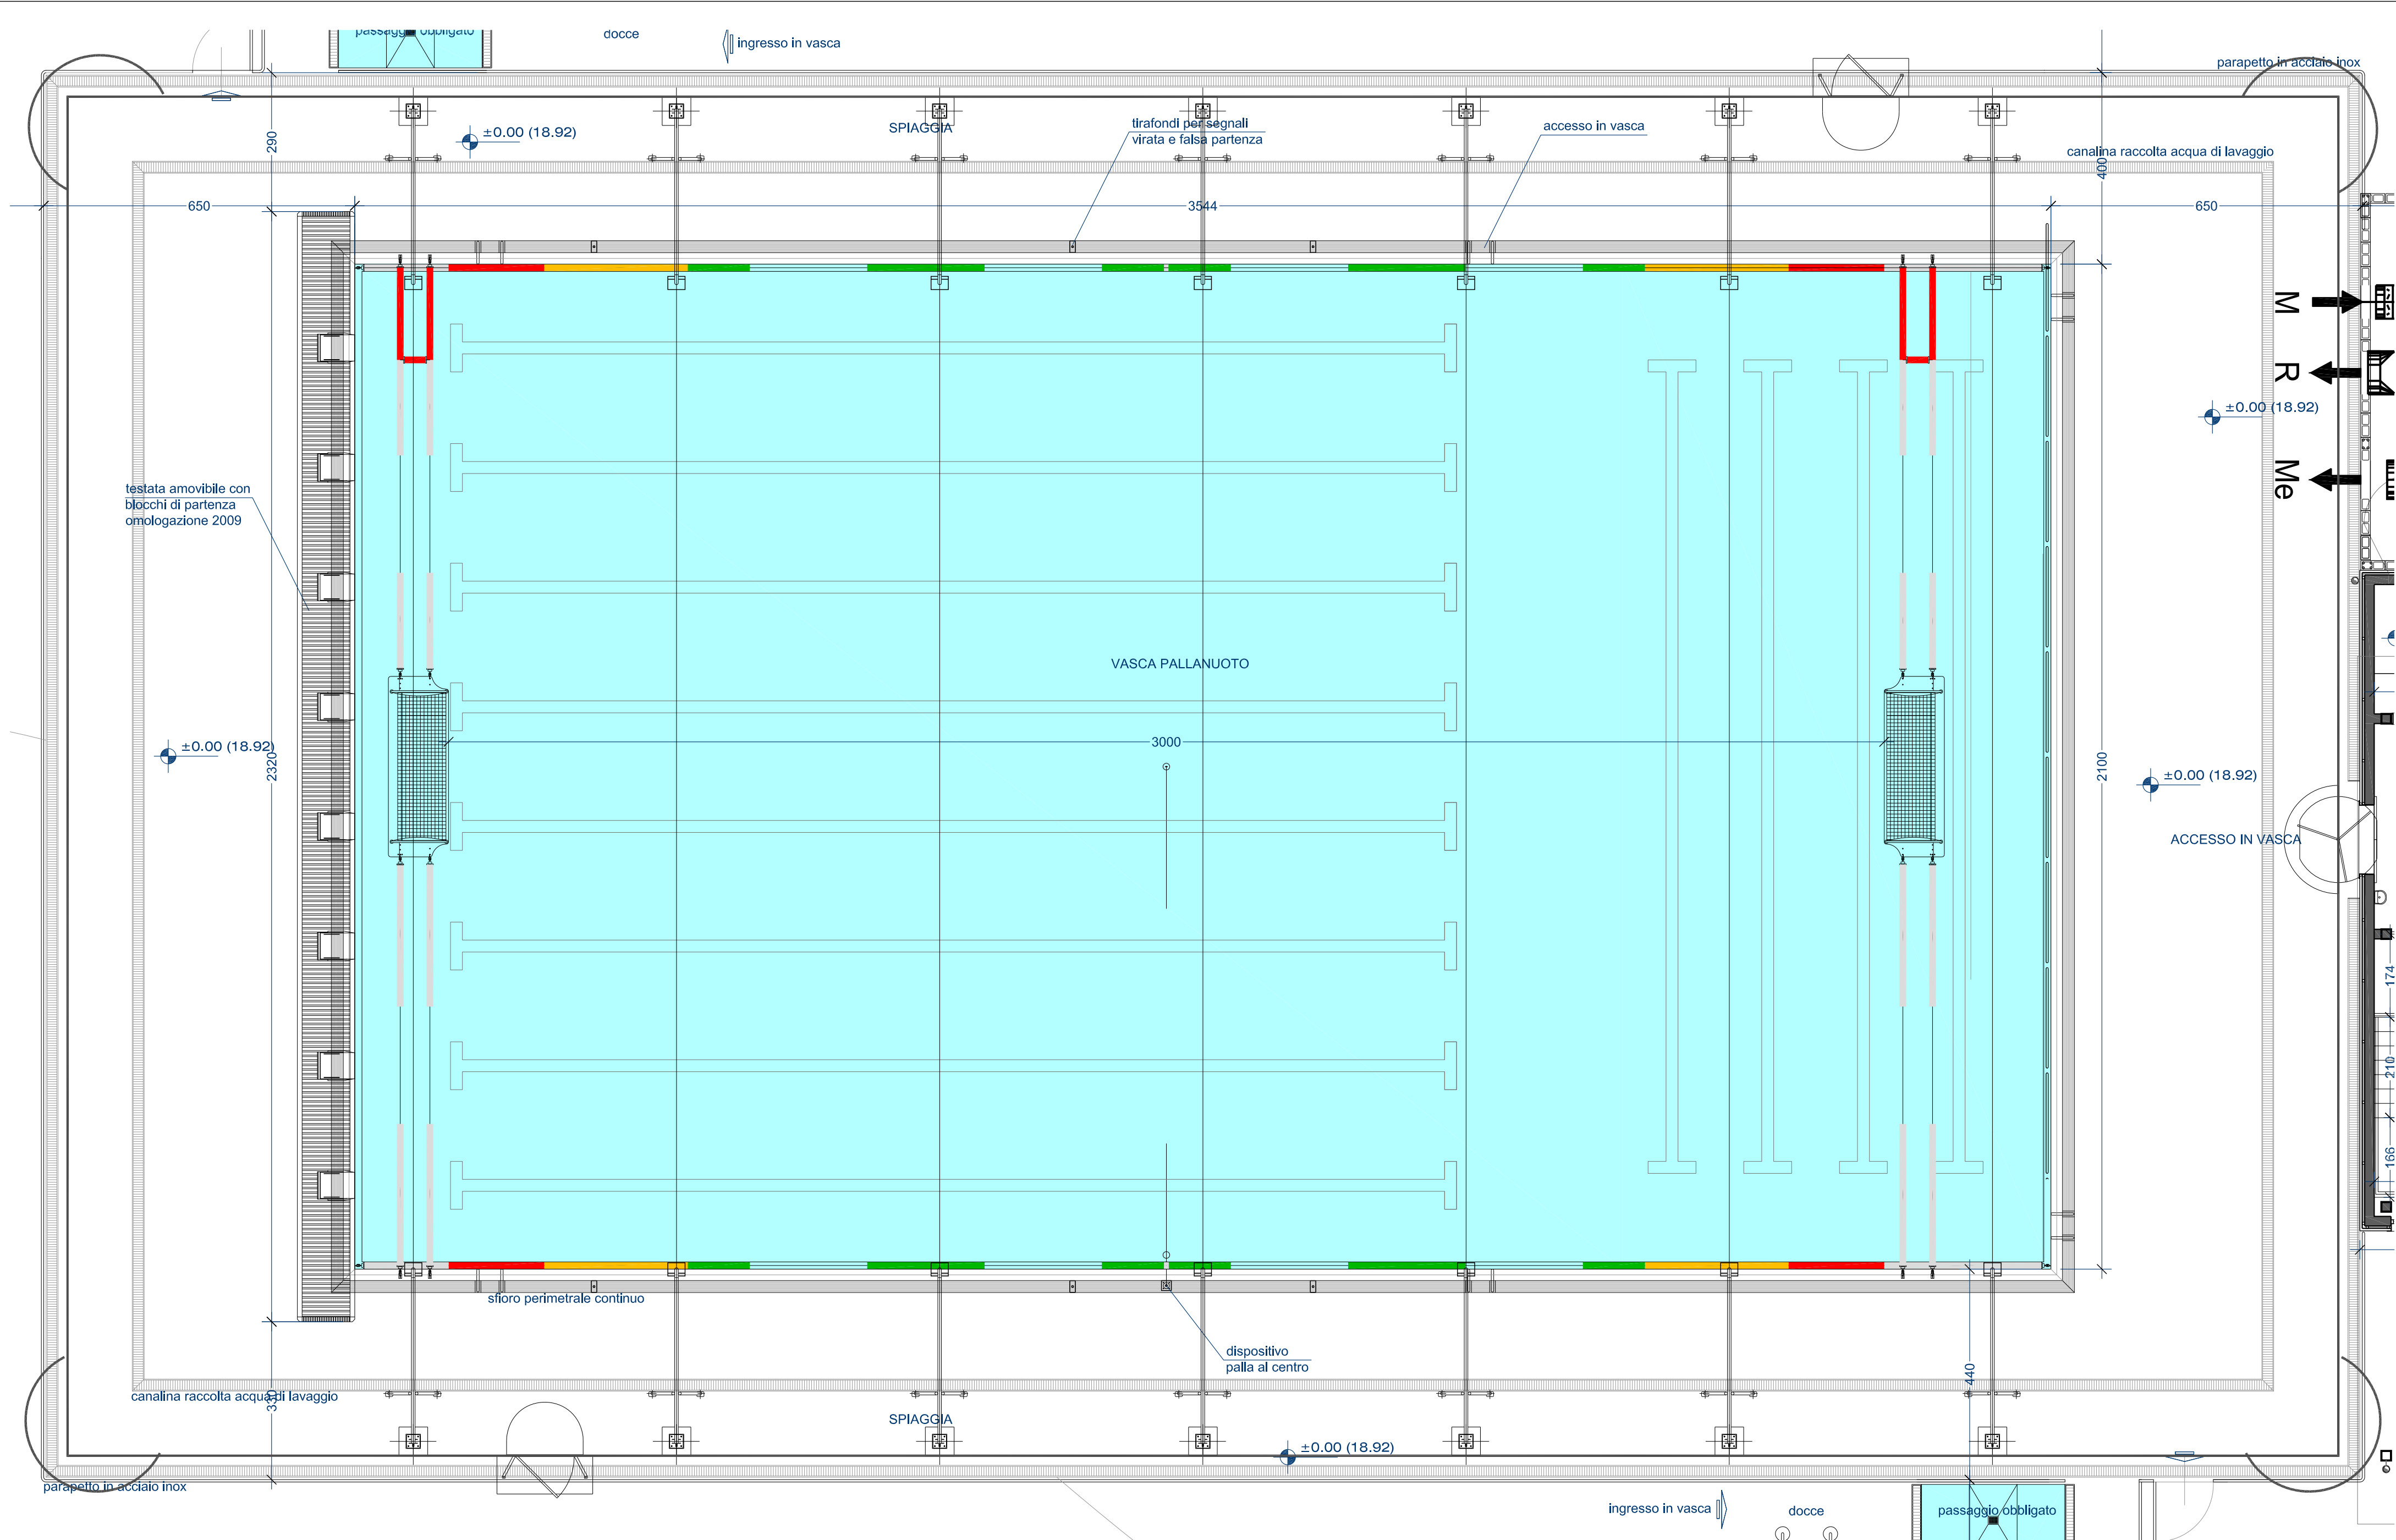 passaggio obbligato
docce
ingresso in vasca
parapetto in acciaio inox
290
±0.00 (18.92)
SPIAGGIA
tirafondi per segnali
virata e falsa partenza
accesso in vasca
canalina raccolta acqua di lavaggio
400
650
3544
650
M
R
±0.00 (18.92)
Me
testata amovibile con
blocchi di partenza
omologazione 2009
VASCA PALLANUOTO
3000
±0.00 (18.92)
2320
2100
±0.00 (18.92)
ACCESSO IN VASCA
174
210
166
sfioro perimetrale continuo
dispositivo
palla al centro
440
canalina raccolta acqua di lavaggio
330
SPIAGGIA
±0.00 (18.92)
parapetto in acciaio inox
ingresso in vasca
docce
passaggio obbligato